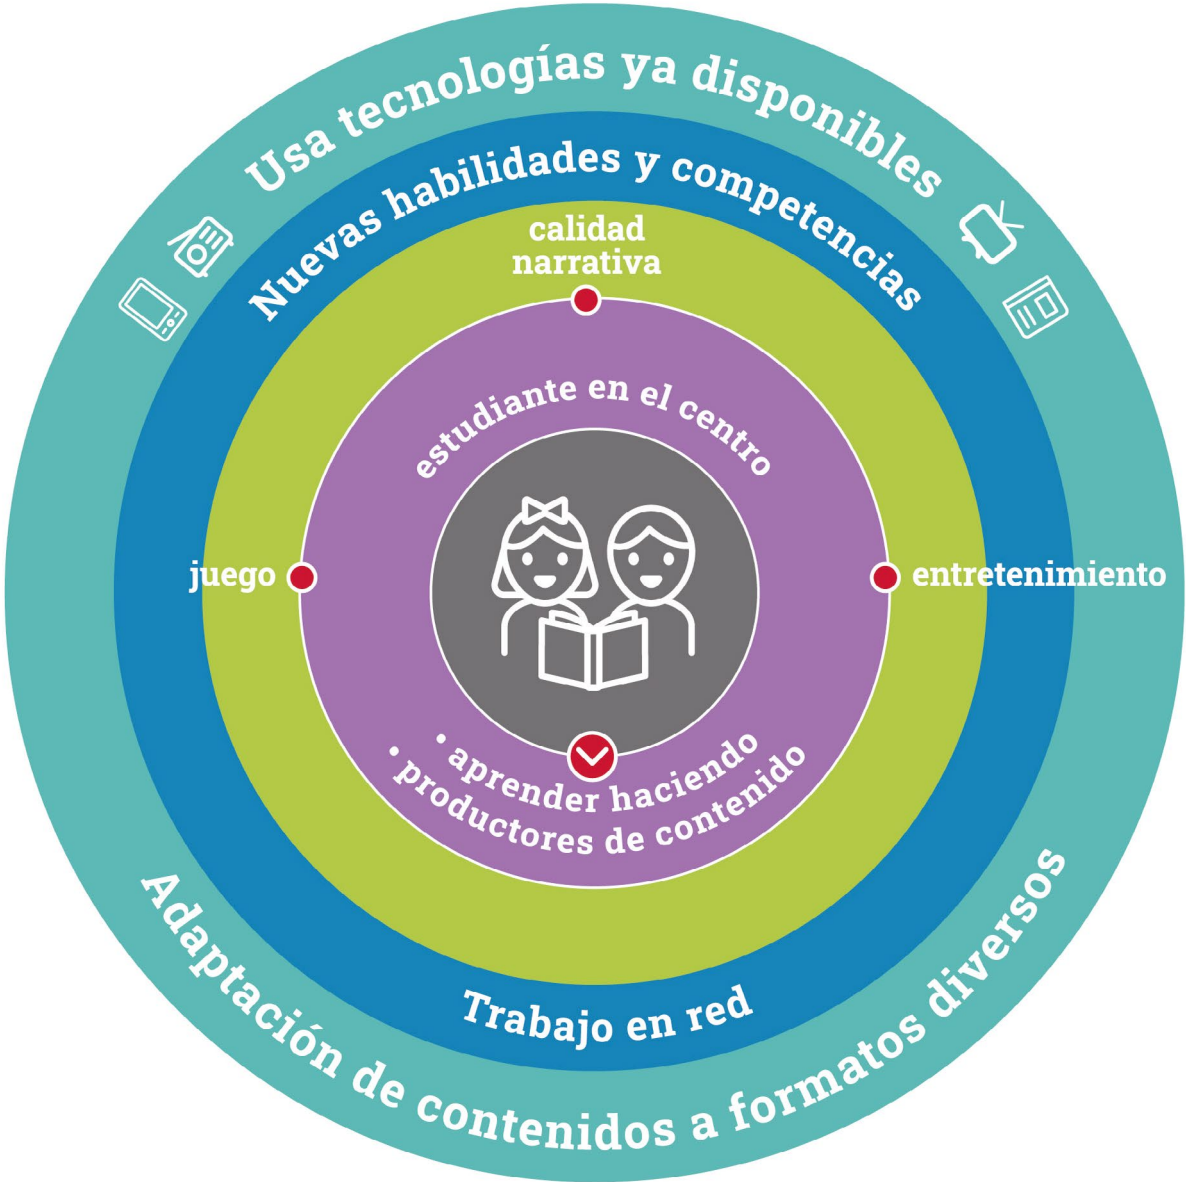 Usa tecnologías ya disponibles
Nuevas habilidades y competencias
calidad
narrativa
estudiante en el centro
juego
entretenimiento
• aprender haciendo
• productores de contenido
Trabajo en red
Adaptación de contenidos a formatos diversos